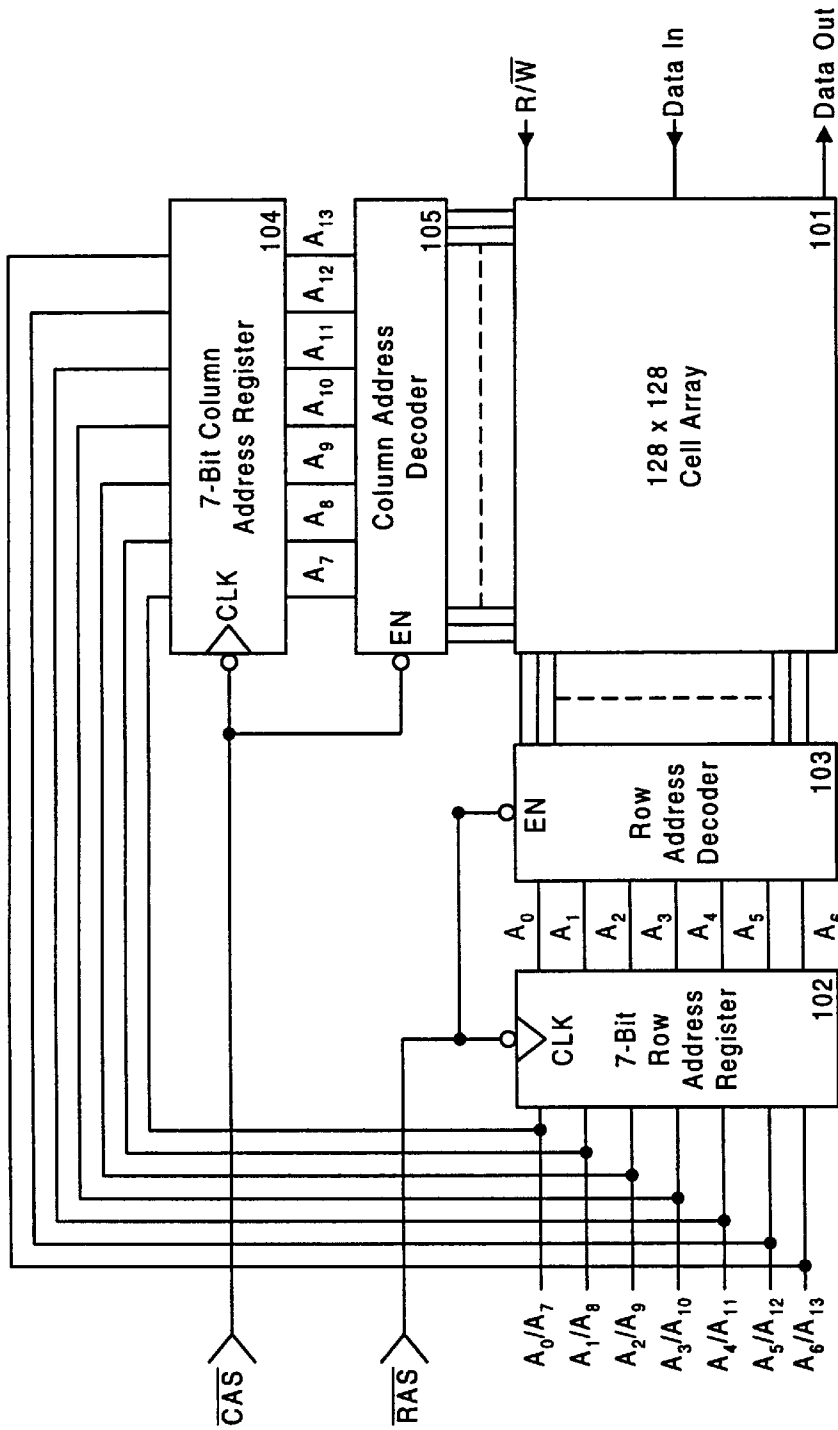 7-Bit Column
Address Register
CLK
104
A₇ A₈ A₉ A₁₀ A₁₁ A₁₂ A₁₃
Column Address
Decoder
EN
105
C̅A̅S̅
R̅A̅S̅
A₀/A₇
A₁/A₈
A₂/A₉
A₃/A₁₀
A₄/A₁₁
A₅/A₁₂
A₆/A₁₃
CLK
7-Bit
Row
Address
Register
102
A₀
A₁
A₂
A₃
A₄
A₅
A₆
EN
Row
Address
Decoder
103
128 x 128
Cell Array
101
R/W̅
Data In
Data Out